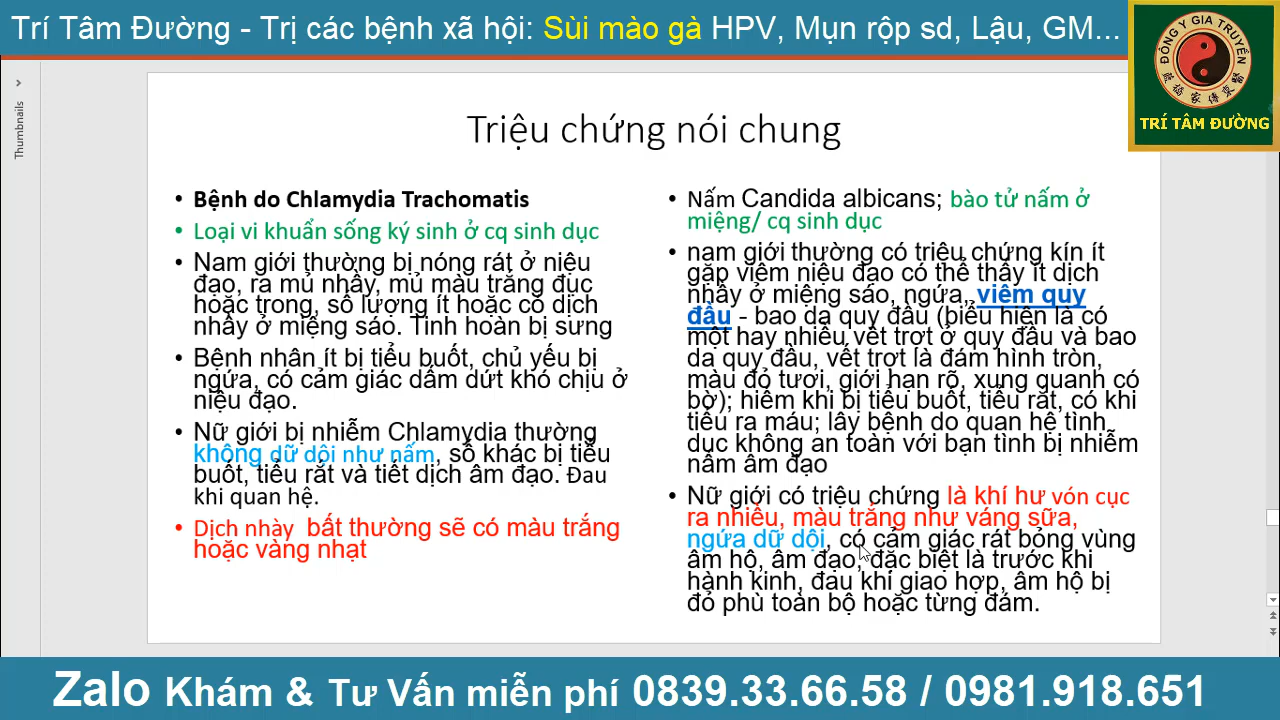 Trí Tâm Đường - Trị các bệnh xã hội: Sùi mào gà HPV, Mụn rộp sd, Lậu, GM...
ĐÔNG Y GIA TRUYỀN
TRÍ TÂM ĐƯỜNG
Thumbnails
Triệu chứng nói chung
• Bệnh do Chlamydia Trachomatis
• Loại vi khuẩn sống ký sinh ở cq sinh dục
• Nam giới thường bị nóng rát ở niệu
đạo, ra mủ nhầy, mủ màu trắng đục
hoặc trong, số lượng ít hoặc có dịch
nhầy ở miệng sáo. Tinh hoàn bị sưng
• Bệnh nhân ít bị tiểu buốt, chủ yếu bị
ngứa, có cảm giác dấm dứt khó chịu ở
niệu đạo.
• Nữ giới bị nhiễm Chlamydia thường
không dữ dội như nấm, số khác bị tiểu
buốt, tiểu rắt và tiết dịch âm đạo. Đau
khi quan hệ.
• Dịch nhày bất thường sẽ có màu trắng
hoặc vàng nhạt
• Nấm Candida albicans; bào tử nấm ở
miệng/ cq sinh dục
• nam giới thường có triệu chứng kín ít
gặp viêm niệu đạo có thể thấy ít dịch
nhầy ở miệng sáo, ngứa, viêm quy
đầu - bao da quy đầu (biểu hiện là có
một hay nhiều vết trợt ở quy đầu và bao
da quy đầu, vết trợt là đám hình tròn,
màu đỏ tươi, giới hạn rõ, xung quanh có
bờ); hiếm khi bị tiểu buốt, tiểu rắt, có khi
tiểu ra máu; lây bệnh do quan hệ tình
dục không an toàn với bạn tình bị nhiễm
nấm âm đạo
• Nữ giới có triệu chứng là khí hư vón cục
ra nhiều, màu trắng như váng sữa,
ngứa dữ dội, có cảm giác rát bỏng vùng
âm hộ, âm đạo, đặc biệt là trước khi
hành kinh, đau khi giao hợp, âm hộ bị
đỏ phù toàn bộ hoặc từng đám.
Zalo Khám & Tư Vấn miễn phí 0839.33.66.58 / 0981.918.651